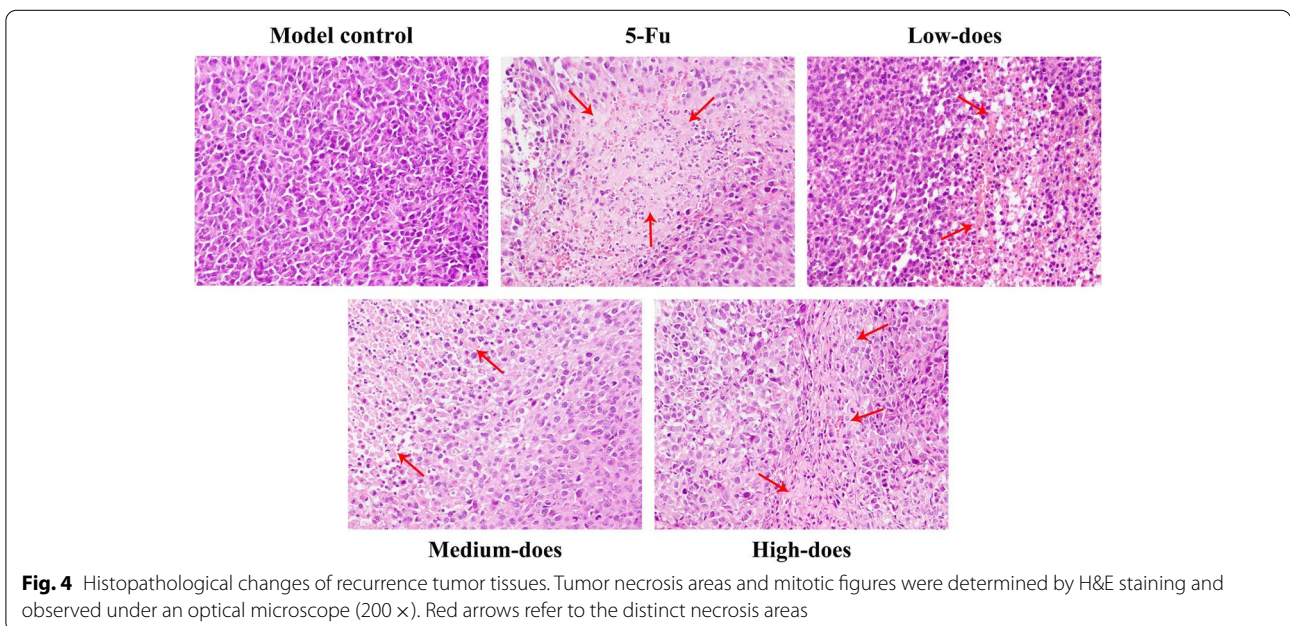 Model control
5-Fu
Low-does
Medium-does
High-does
Fig. 4 Histopathological changes of recurrence tumor tissues. Tumor necrosis areas and mitotic figures were determined by H&E staining and
observed under an optical microscope (200 ×). Red arrows refer to the distinct necrosis areas